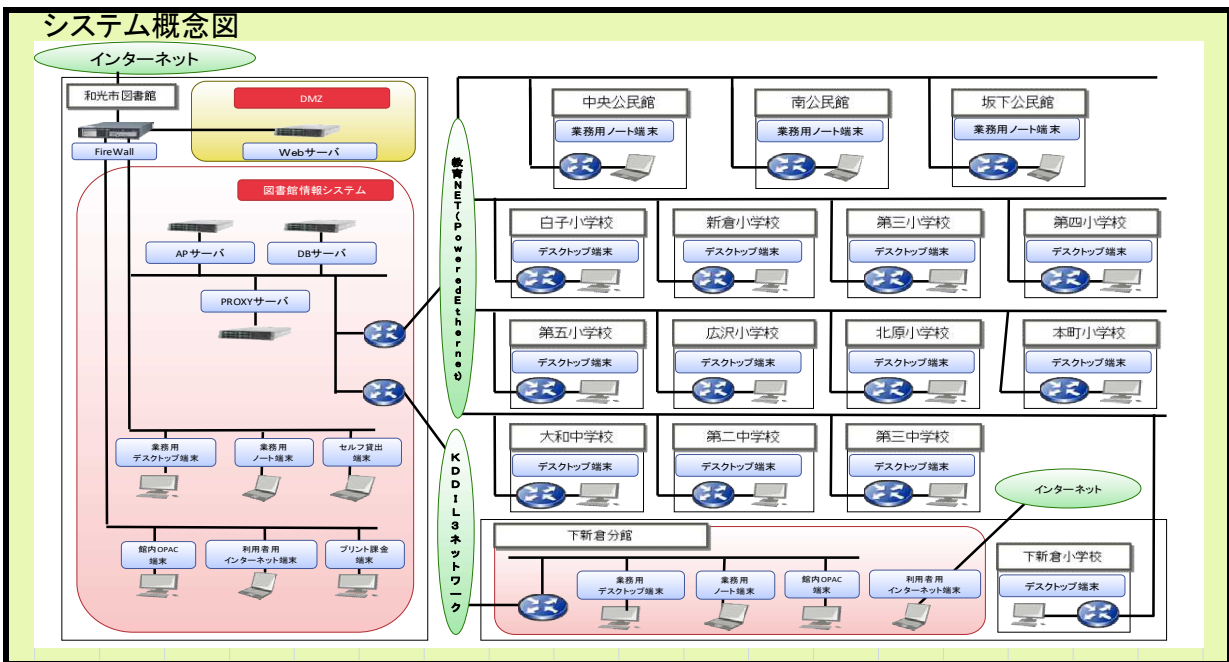 システム概念図
インターネット
和光市図書館
FireWall
DMZ
Webサーバ
図書館情報システム
APサーバ
DBサーバ
PROXYサーバ
業務用
デスクトップ端末
業務用
ノート端末
セルフ貸出
端末
館内OPAC
端末
利用者用
インターネット端末
プリント課金
端末
教育NET(PoweredEthernet)
KDDIL3ネットワーク
中央公民館
業務用ノート端末
南公民館
業務用ノート端末
坂下公民館
業務用ノート端末
白子小学校
デスクトップ端末
新倉小学校
デスクトップ端末
第三小学校
デスクトップ端末
第四小学校
デスクトップ端末
第五小学校
デスクトップ端末
広沢小学校
デスクトップ端末
北原小学校
デスクトップ端末
本町小学校
デスクトップ端末
大和中学校
デスクトップ端末
第二中学校
デスクトップ端末
第三中学校
デスクトップ端末
インターネット
下新倉分館
業務用
デスクトップ端末
業務用
ノート端末
館内OPAC
端末
利用者用
インターネット端末
下新倉小学校
デスクトップ端末